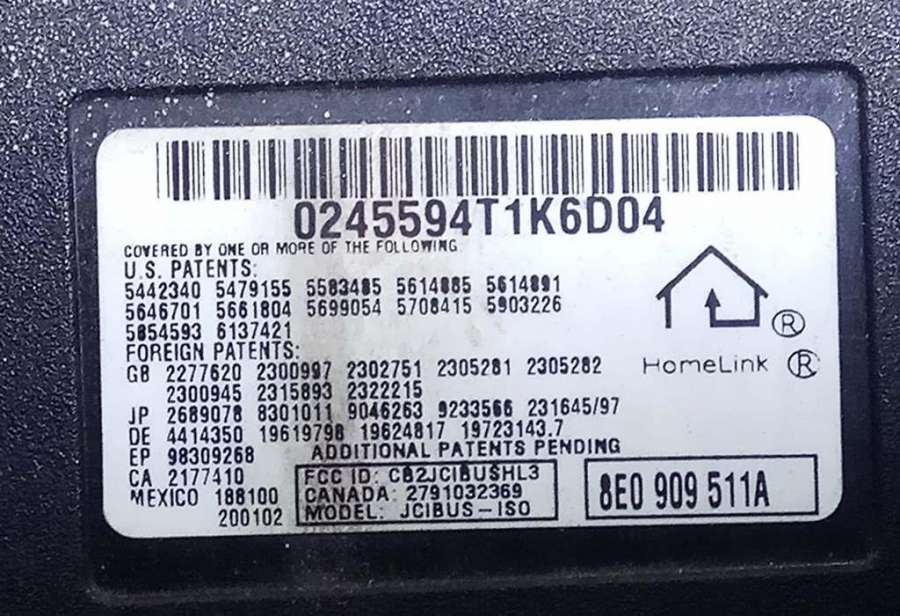 0245594T1K6D04
COVERED BY ONE OR MORE OF THE FOLLOWING
U.S. PATENTS:
5442340 5479155 5583485 5614885 5614891
5646701 5661804 5699054 5708415 5903226
5854593 6137421
FOREIGN PATENTS:
GB 2277620 2300997 2302751 2305281 2305282
2300945 2315893 2322215
JP 2689078 8301011 9046263 9233566 231645/97
DE 4414350 19619798 19624817 19723143.7
EP 98309268 ADDITIONAL PATENTS PENDING
CA 2177410
MEXICO 188100
200102
FCC ID: CB2JCIBUSHL3
CANADA: 2791032369
MODEL: JCIBUS-ISO
8E0 909 511A
®
HomeLink ®